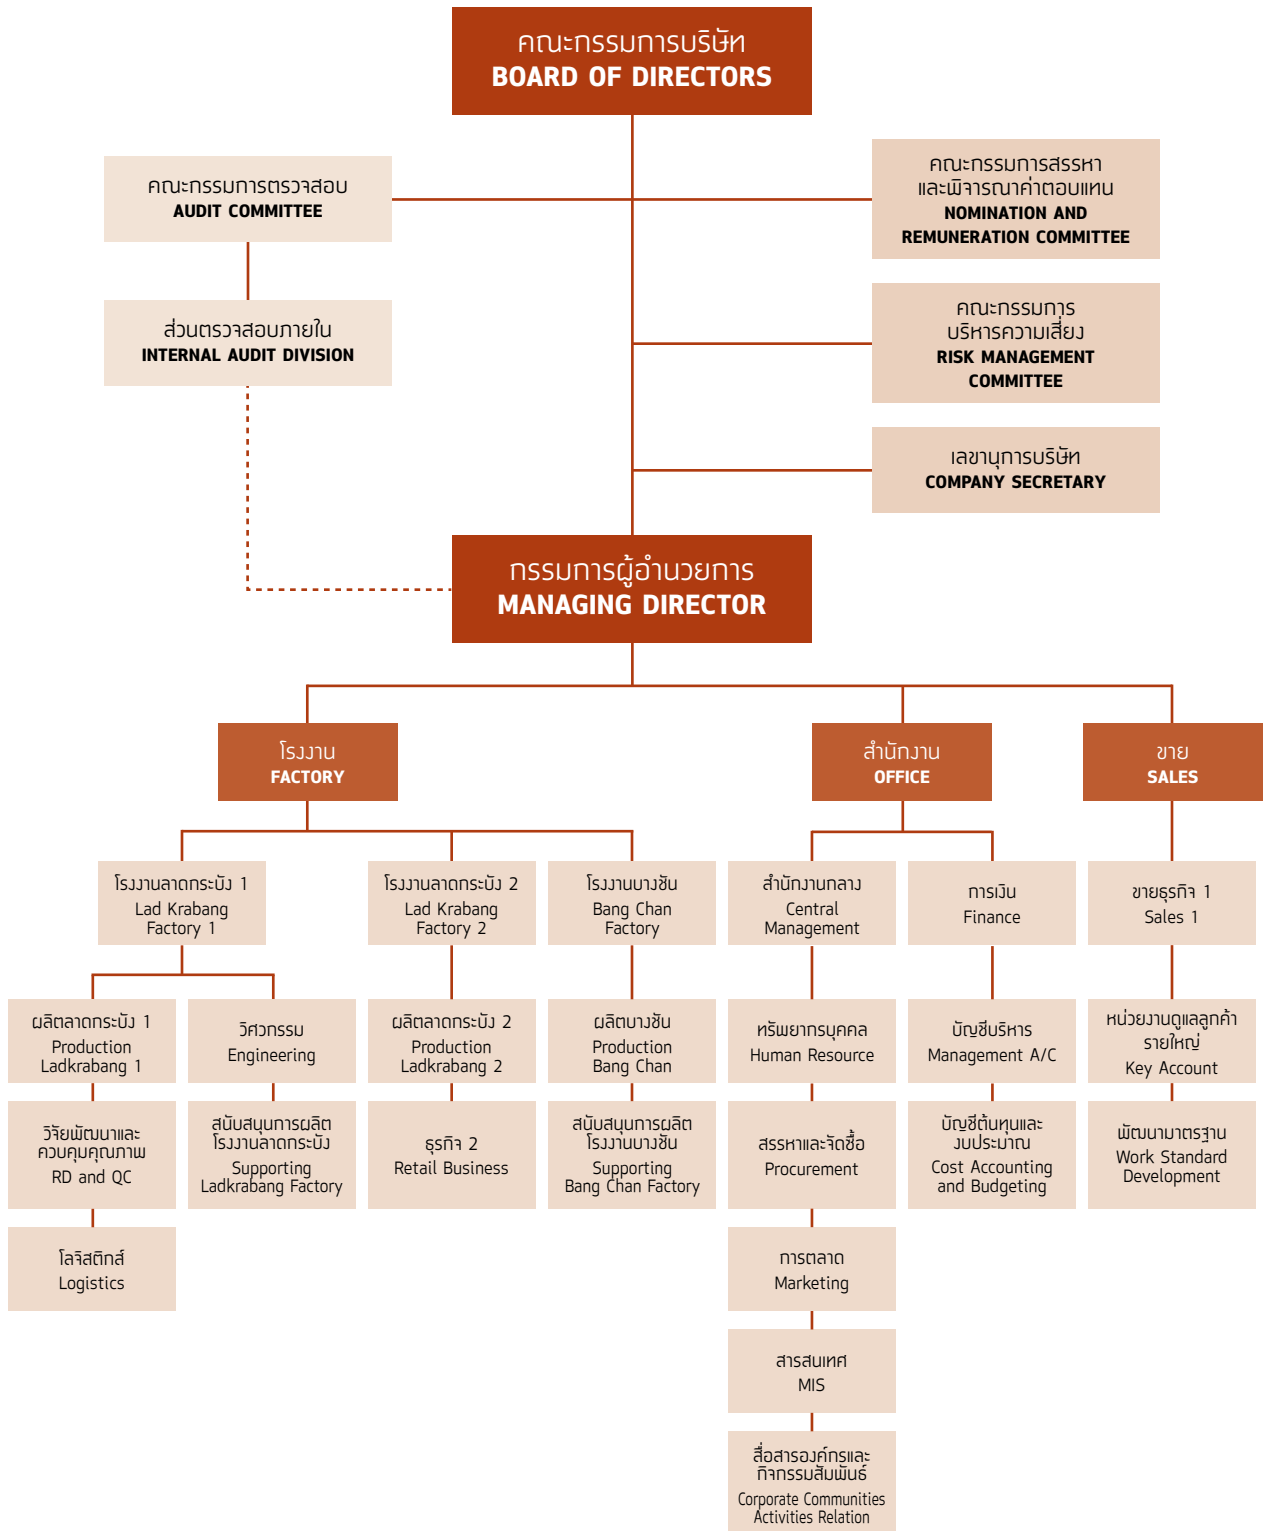 คณะกรรมการบริษัท
BOARD OF DIRECTORS
คณะกรรมการตรวจสอบ
AUDIT COMMITTEE
คณะกรรมการสรรหา
และพิจารณาค่าตอบแทน
NOMINATION AND
REMUNERATION COMMITTEE
ส่วนตรวจสอบภายใน
INTERNAL AUDIT DIVISION
คณะกรรมการ
บริหารความเสี่ยง
RISK MANAGEMENT
COMMITTEE
เลขานุการบริษัท
COMPANY SECRETARY
กรรมการผู้อำนวยการ
MANAGING DIRECTOR
โรงงาน
FACTORY
สำนักงาน
OFFICE
ขาย
SALES
โรงงานลาดกระบัง 1
Lad Krabang
Factory 1
โรงงานลาดกระบัง 2
Lad Krabang
Factory 2
โรงงานบางชัน
Bang Chan
Factory
สำนักงานกลาง
Central
Management
การเงิน
Finance
ขายธุรกิจ 1
Sales 1
ผลิตลาดกระบัง 1
Production
Ladkrabang 1
วิศวกรรม
Engineering
ผลิตลาดกระบัง 2
Production
Ladkrabang 2
ผลิตบางชัน
Production
Bang Chan
ทรัพยากรบุคคล
Human Resource
บัญชีบริหาร
Management A/C
หน่วยงานดูแลลูกค้า
รายใหญ่
Key Account
วิจัยพัฒนาและ
ควบคุมคุณภาพ
RD and QC
สนับสนุนการผลิต
โรงงานลาดกระบัง
Supporting
Ladkrabang Factory
ธุรกิจ 2
Retail Business
สนับสนุนการผลิต
โรงงานบางชัน
Supporting
Bang Chan Factory
สรรหาและจัดซื้อ
Procurement
บัญชีต้นทุนและ
งบประมาณ
Cost Accounting
and Budgeting
พัฒนามาตรฐาน
Work Standard
Development
โลจิสติกส์
Logistics
การตลาด
Marketing
สารสนเทศ
MIS
สื่อสารองค์กรและ
กิจกรรมสัมพันธ์
Corporate Communities
Activities Relation